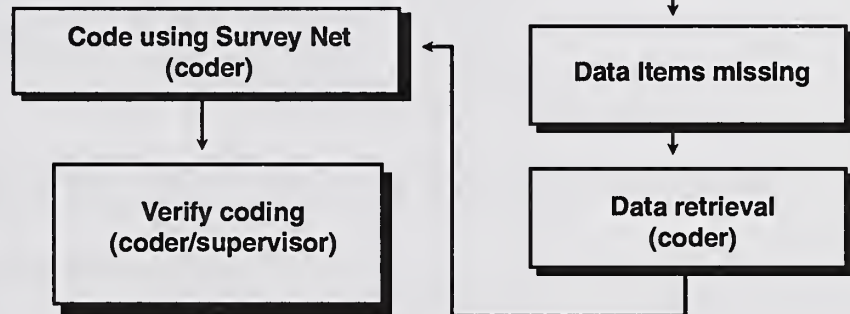 Code using Survey Net
(coder)
Verify coding
(coder/supervisor)
Data items missing
Data retrieval
(coder)